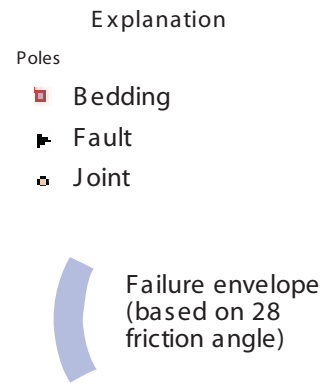 Explanation
Poles
Bedding
Fault
Joint
Failure envelope
(based on 28
friction angle)